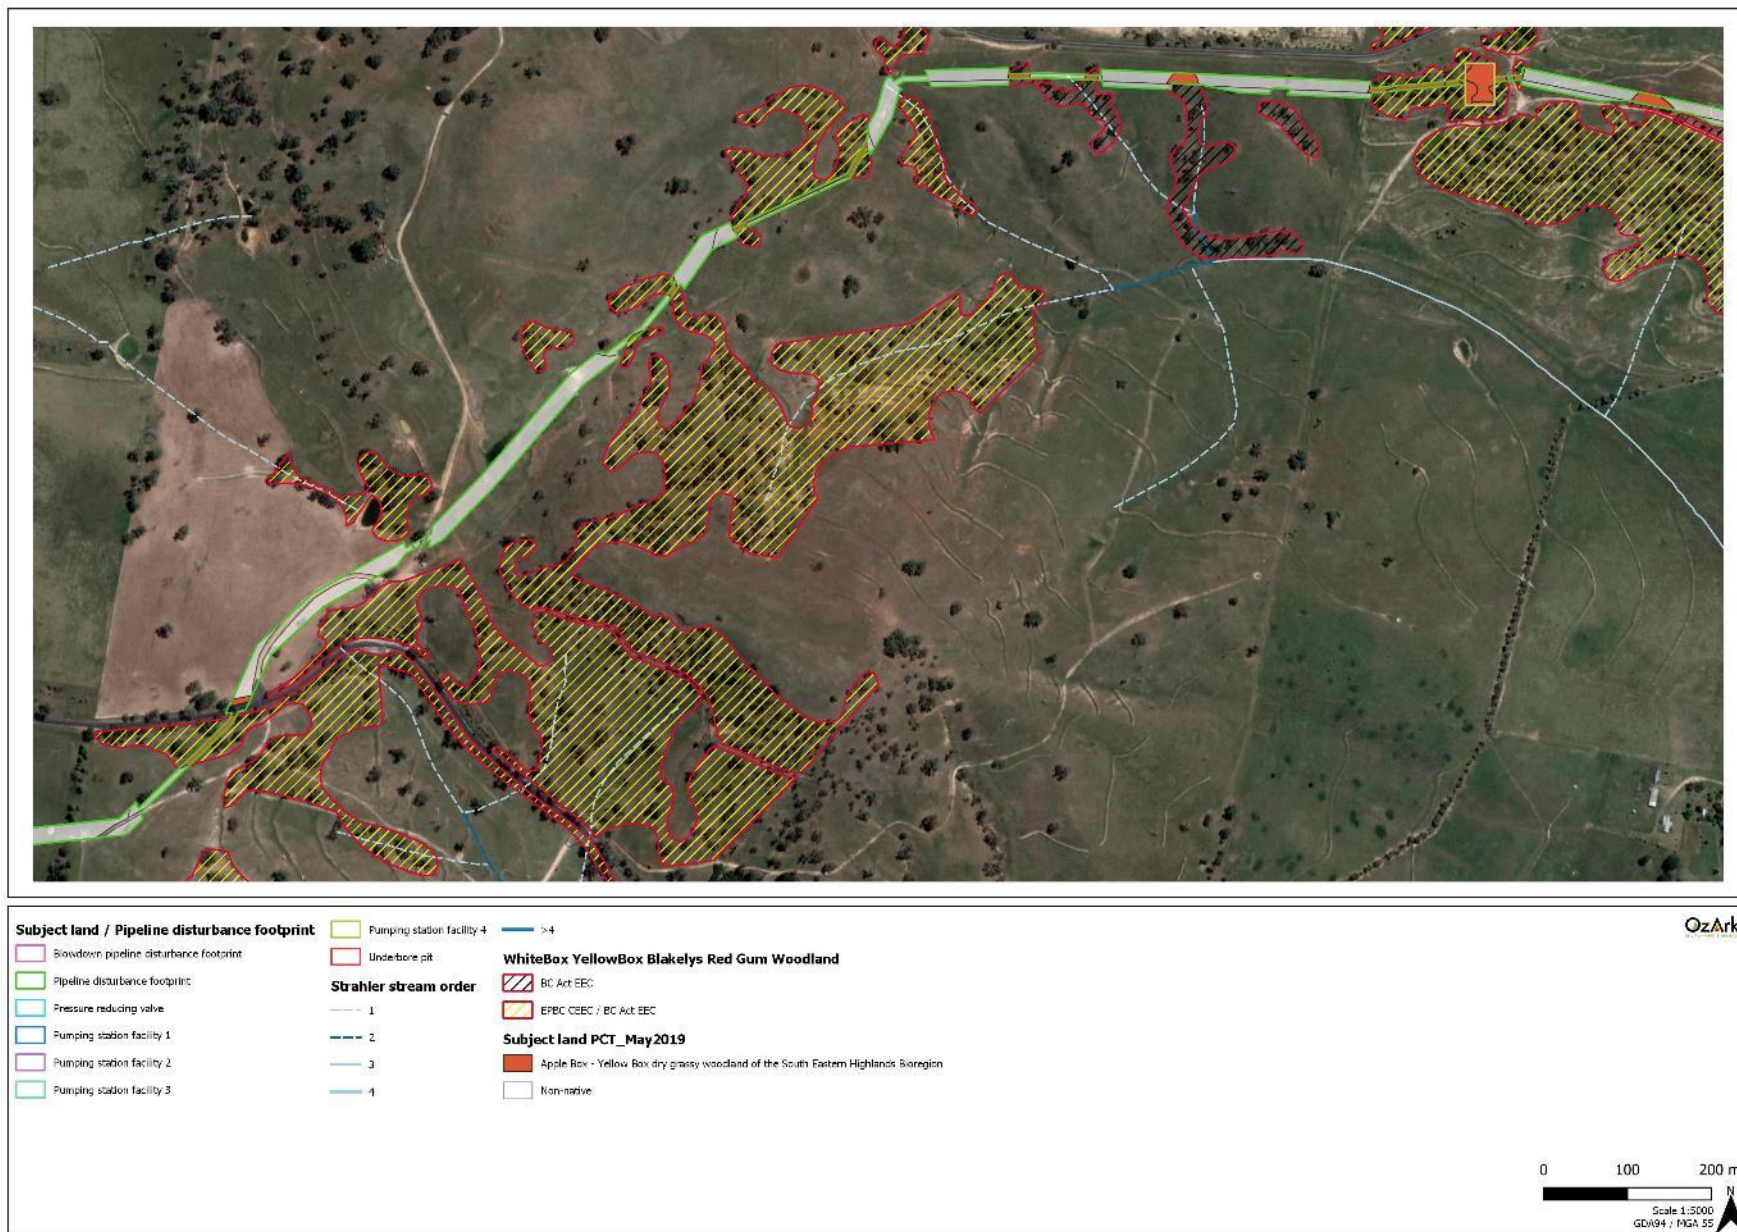 Subject land / Pipeline disturbance footprint
Blowdown pipeline disturbance footprint
Pipeline disturbance footprint
Pressure reducing valve
Pumping station facility 1
Pumping station facility 2
Pumping station facility 3
Pumping station facility 4
Underbore pit
Strahler stream order
1
2
3
4
>4
WhiteBox YellowBox Blakelys Red Gum Woodland
BC Act EEC
EPBC CEEC / BC Act EEC
Subject land PCT_May2019
Apple Box - Yellow Box dry grassy woodland of the South Eastern Highlands Bioregion
Non-native
OzArk
0 100 200 m
N
Scale 1:5000
GDA94 / MGA 55